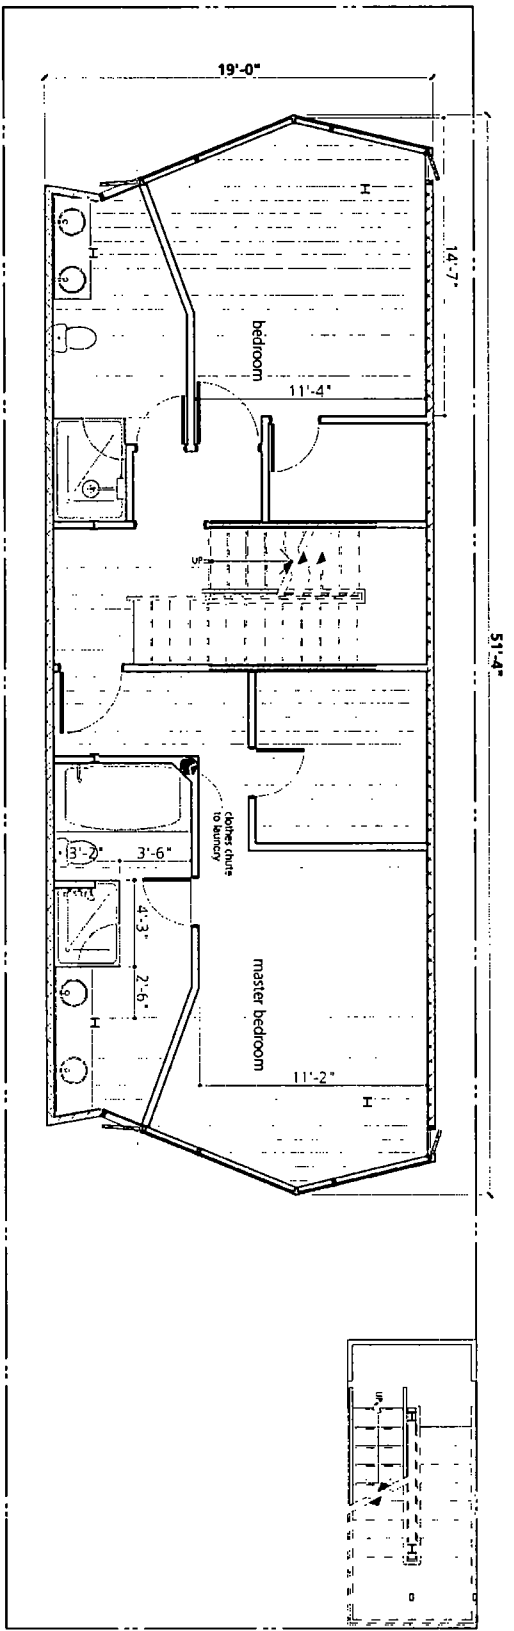 19'-0"
14'-7"
bedroom
11'-4"
UP
51'-4"
clothes chute
to laundry
3'-2"
3'-6"
4'-3"
2'-6"
master bedroom
11'-2"
H
H
H
H
H
H
UP
H
H